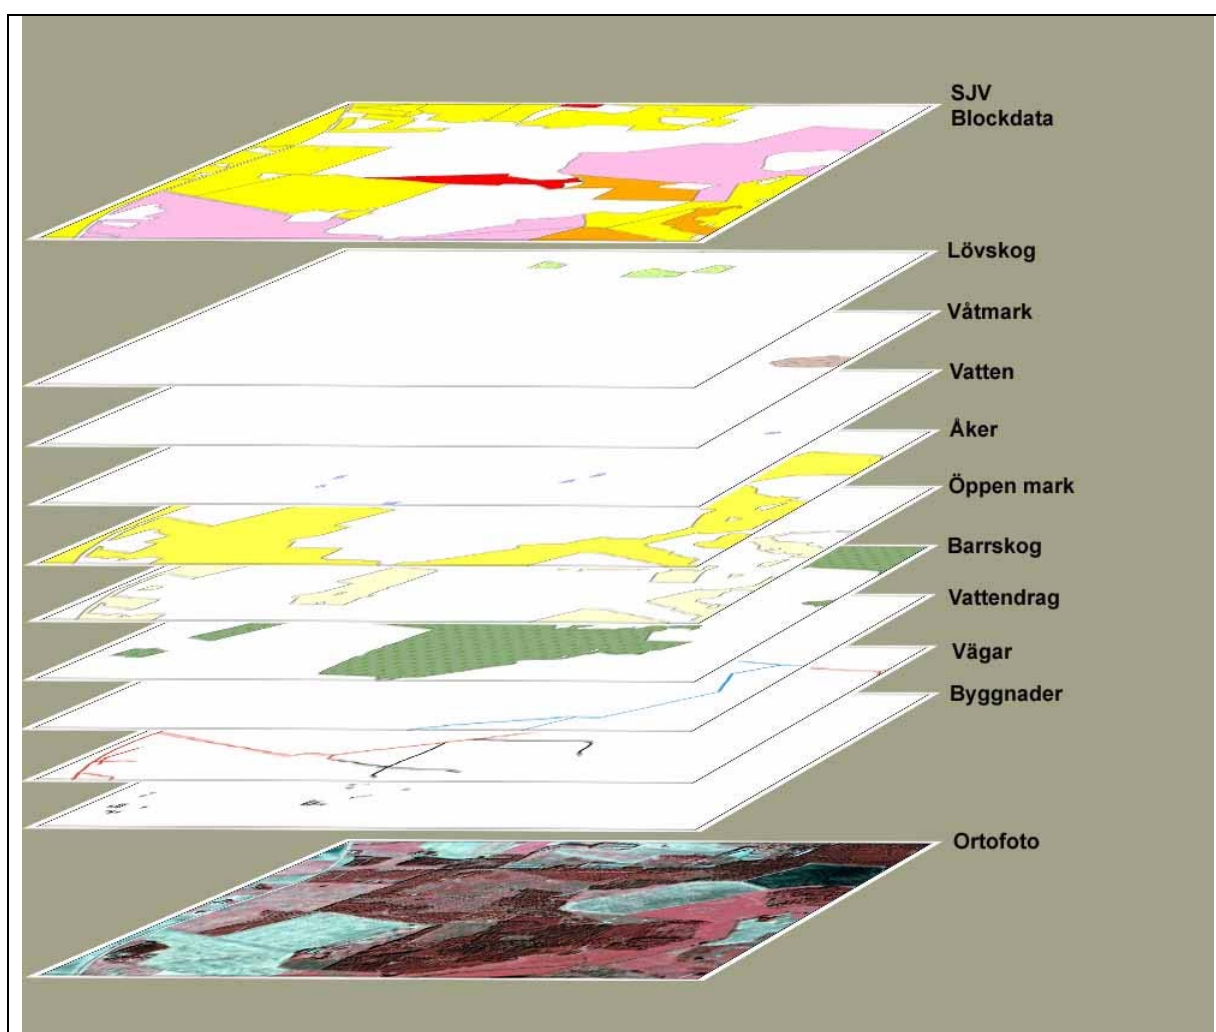 SJV
Blockdata
Lövskog
Våtmark
Vatten
Åker
Öppen mark
Barrskog
Vattendrag
Vägar
Byggnader
Ortofoto